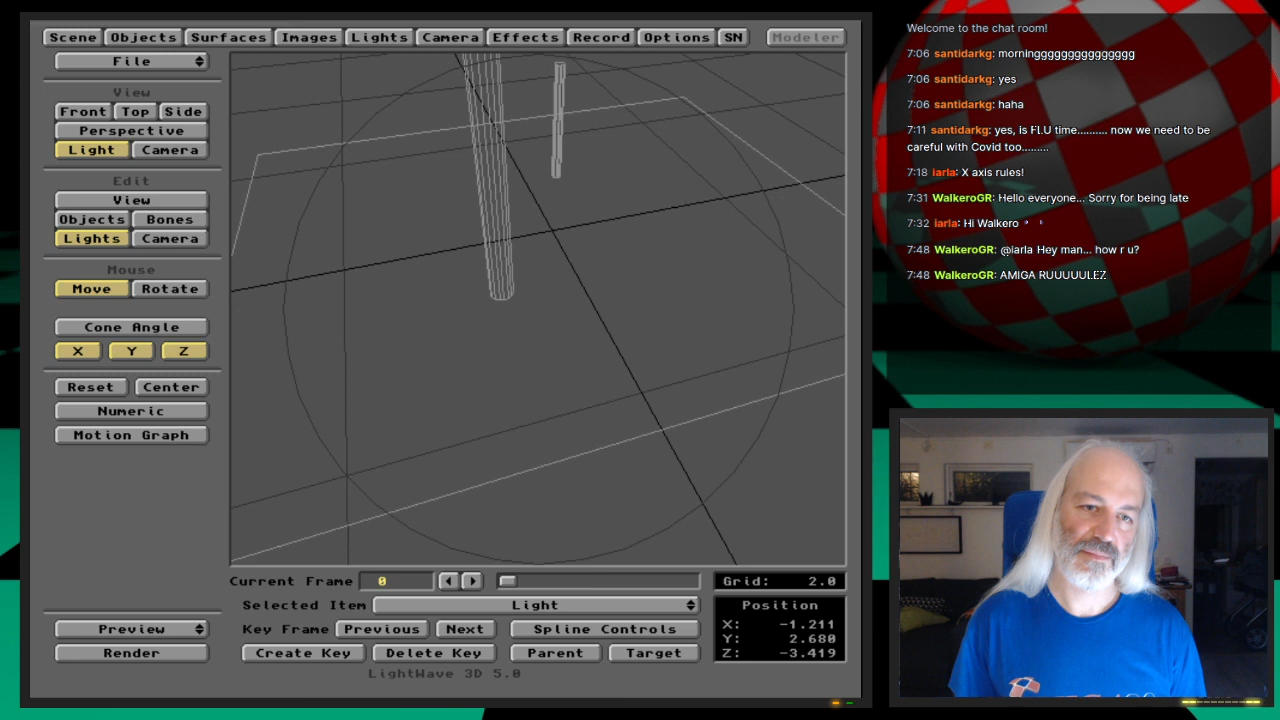 Scene Objects Surfaces Images Lights Camera Effects Record Options SN Modeler
File
View
Front Top Side
Perspective
Light Camera
Edit
View
Objects Bones
Lights Camera
Mouse
Move Rotate
Cone Angle
X Y Z
Reset Center
Numeric
Motion Graph
Preview
Render
Current Frame 0
Selected Item Light
Key Frame Previous Next Spline Controls
Create Key Delete Key Parent Target
LightWave 3D 5.0
Grid: 2.0
Position
X: -1.211
Y: 2.680
Z: -3.419
Welcome to the chat room!
7:06 santidarkg: morninggggggggggggggg
7:06 santidarkg: yes
7:06 santidarkg: haha
7:11 santidarkg: yes, is FLU time.......... now we need to be
careful with Covid too.........
7:18 iarla: X axis rules!
7:31 WalkeroGR: Hello everyone... Sorry for being late
7:32 iarla: Hi Walkero
7:48 WalkeroGR: @iarla Hey man... how r u?
7:48 WalkeroGR: AMIGA RUUUULEZ